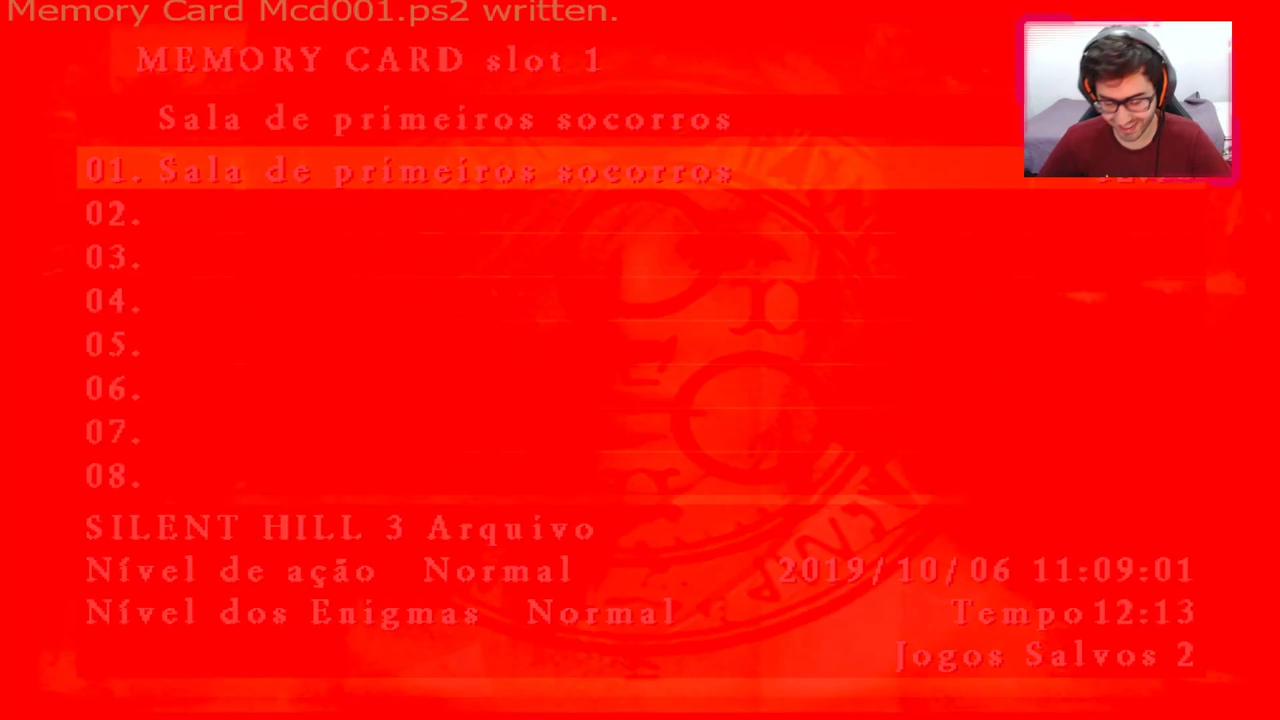 Memory Card Mcd001.ps2 written.
MEMORY CARD slot 1
Sala de primeiros socorros
01. Sala de primeiros socorros
02.
03.
04.
05.
06.
07.
08.
SILENT HILL 3 Arquivo
Nível de ação Normal 2019/10/06 11:09:01
Nível dos Enigmas Normal Tempo12:13
Jogos Salvos 2